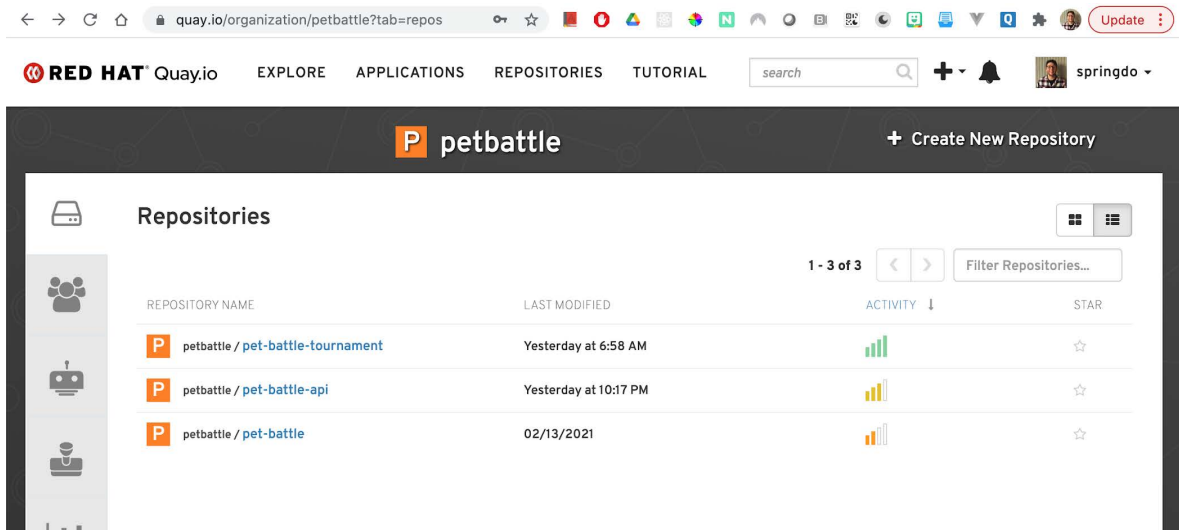 quay.io/organization/petbattle?tab=repos
Update
RED HAT Quay.io EXPLORE APPLICATIONS REPOSITORIES TUTORIAL search springdo
P petbattle + Create New Repository
Repositories
1 - 3 of 3 Filter Repositories...
REPOSITORY NAME LAST MODIFIED ACTIVITY STAR
P petbattle / pet-battle-tournament Yesterday at 6:58 AM
P petbattle / pet-battle-api Yesterday at 10:17 PM
P petbattle / pet-battle 02/13/2021